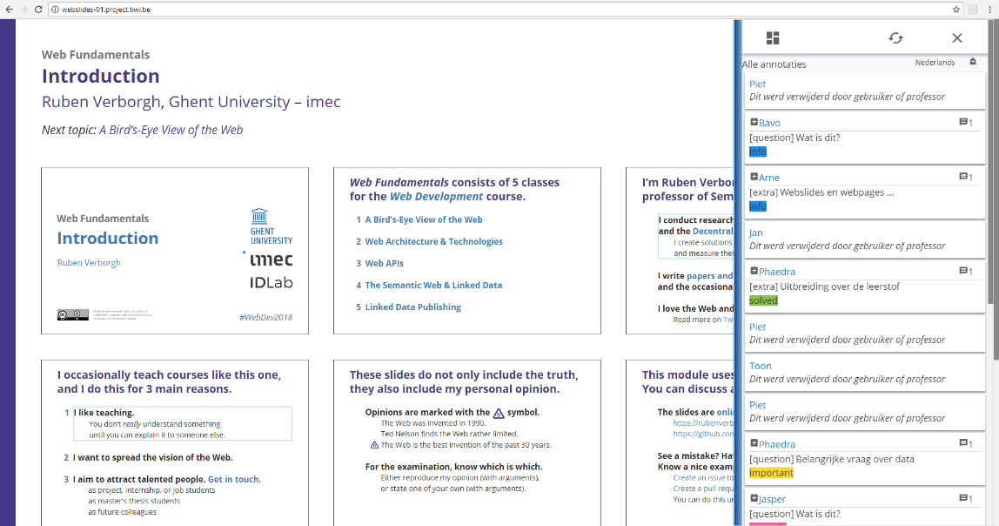 webslides-01.project.tiwi.be
Web Fundamentals
Introduction
Ruben Verborgh, Ghent University – imec
Next topic: A Bird's-Eye View of the Web
Web Fundamentals
Introduction
Ruben Verborgh
GHENT
UNIVERSITY
imec
IDLab
#WebDev2018
Web Fundamentals consists of 5 classes
for the Web Development course.
1 A Bird's-Eye View of the Web
2 Web Architecture & Technologies
3 Web APIs
4 The Semantic Web & Linked Data
5 Linked Data Publishing
I'm Ruben Verbor
professor of Sem
I conduct research
and the Decentral
I create solutions
and measure thei
I write papers and
and the occasiona
I love the Web and
Read more on Tw
I occasionally teach courses like this one,
and I do this for 3 main reasons.
1 I like teaching.
You don't really understand something
until you can explain it to someone else.
2 I want to spread the vision of the Web.
3 I aim to attract talented people. Get in touch.
as project, internship, or job students
as master's thesis students
as future colleagues
These slides do not only include the truth,
they also include my personal opinion.
Opinions are marked with the symbol.
The Web was invented in 1990.
Ted Nelson finds the Web rather limited.
The Web is the best invention of the past 30 years.
For the examination, know which is which.
Either reproduce my opinion (with arguments),
or state one of your own (with arguments).
This module uses
You can discuss a
The slides are onli
https://rubenverb
https://github.con
See a mistake? Ha
Know a nice exam
Create an issue to
Create a pull requ
You can do this un
Alle annotaties
Nederlands
Piet
Dit werd verwijderd door gebruiker of professor
Bavo 1
[question] Wat is dit?
info
Arne 1
[extra] Webslides en webpages ...
info
Jan
Dit werd verwijderd door gebruiker of professor
Phaedra 1
[extra] Uitbreiding over de leerstof
solved
Piet
Dit werd verwijderd door gebruiker of professor
Toon
Dit werd verwijderd door gebruiker of professor
Piet
Dit werd verwijderd door gebruiker of professor
Phaedra 1
[question] Belangrijke vraag over data
important
Jasper 1
[question] Wat is dit?